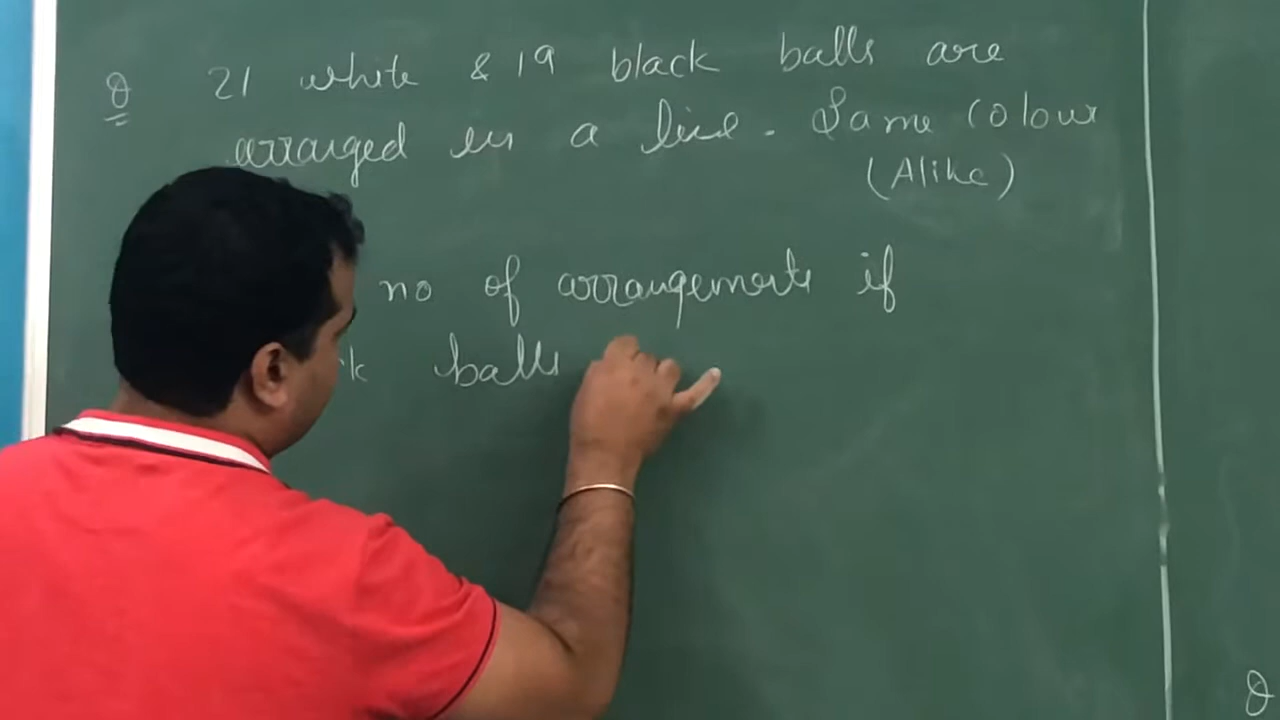 Q 21 white & 19 black balls are
arranged in a line. Same Colour
(Alike)
no of arrangements if
k balls
Q